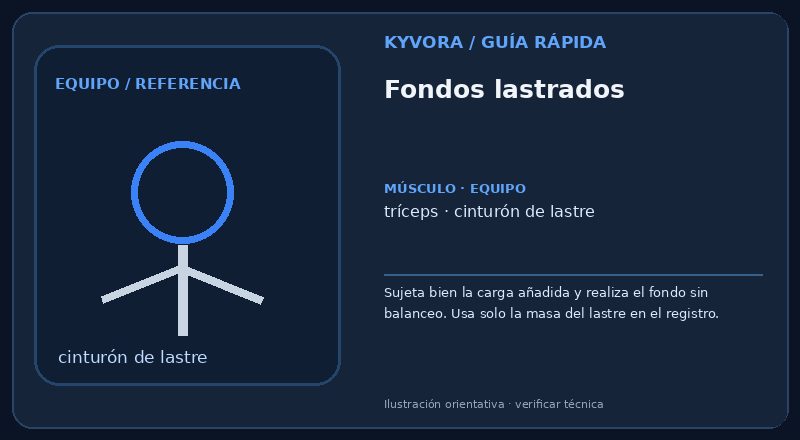 EQUIPO / REFERENCIA
cinturón de lastre
KYVORA / GUÍA RÁPIDA
Fondos lastrados
MÚSCULO · EQUIPO
tríceps · cinturón de lastre
Sujeta bien la carga añadida y realiza el fondo sin
balanceo. Usa solo la masa del lastre en el registro.
Ilustración orientativa · verificar técnica